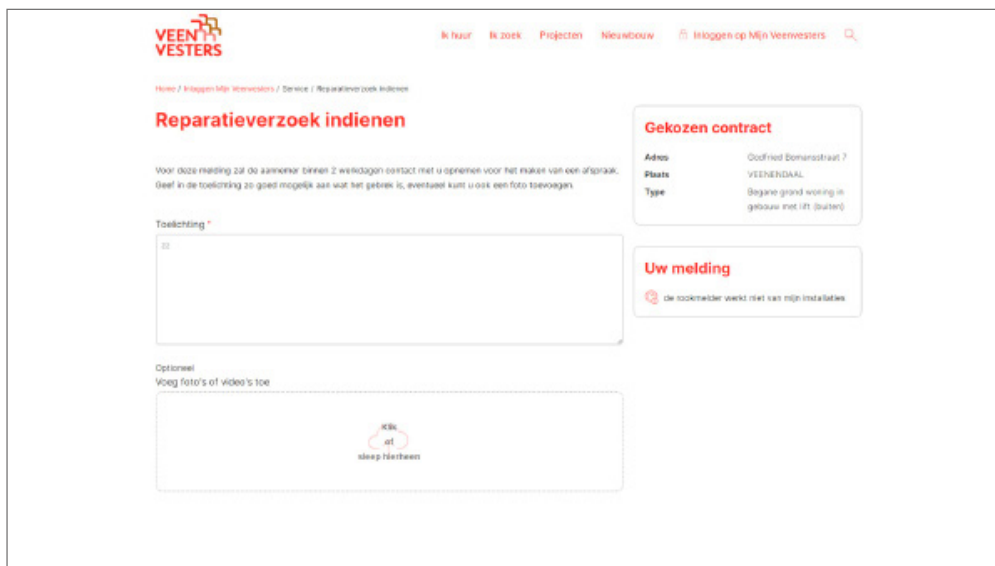 VEEN
VESTERS
Ik huur Ik zoek Projecten Nieuwbouw Inloggen op Mijn Veenvesters
Home / Inloggen Mijn Veenvesters / Service / Reparatieverzoek indienen
Reparatieverzoek indienen
Voor deze melding zal de aannemer binnen 2 werkdagen contact met u opnemen voor het maken van een afspraak.
Geef in de toelichting zo goed mogelijk aan wat het gebrek is, eventueel kunt u ook een foto toevoegen.
Toelichting *
Optioneel
Voeg foto's of video's toe
Klik
of
sleep hierheen
Gekozen contract
Adres Godfried Bomansstraat 7
Plaats VEENENDAAL
Type Begane grond woning in
gebouw met lift (buiten)
Uw melding
de rookmelder werkt niet van mijn installaties